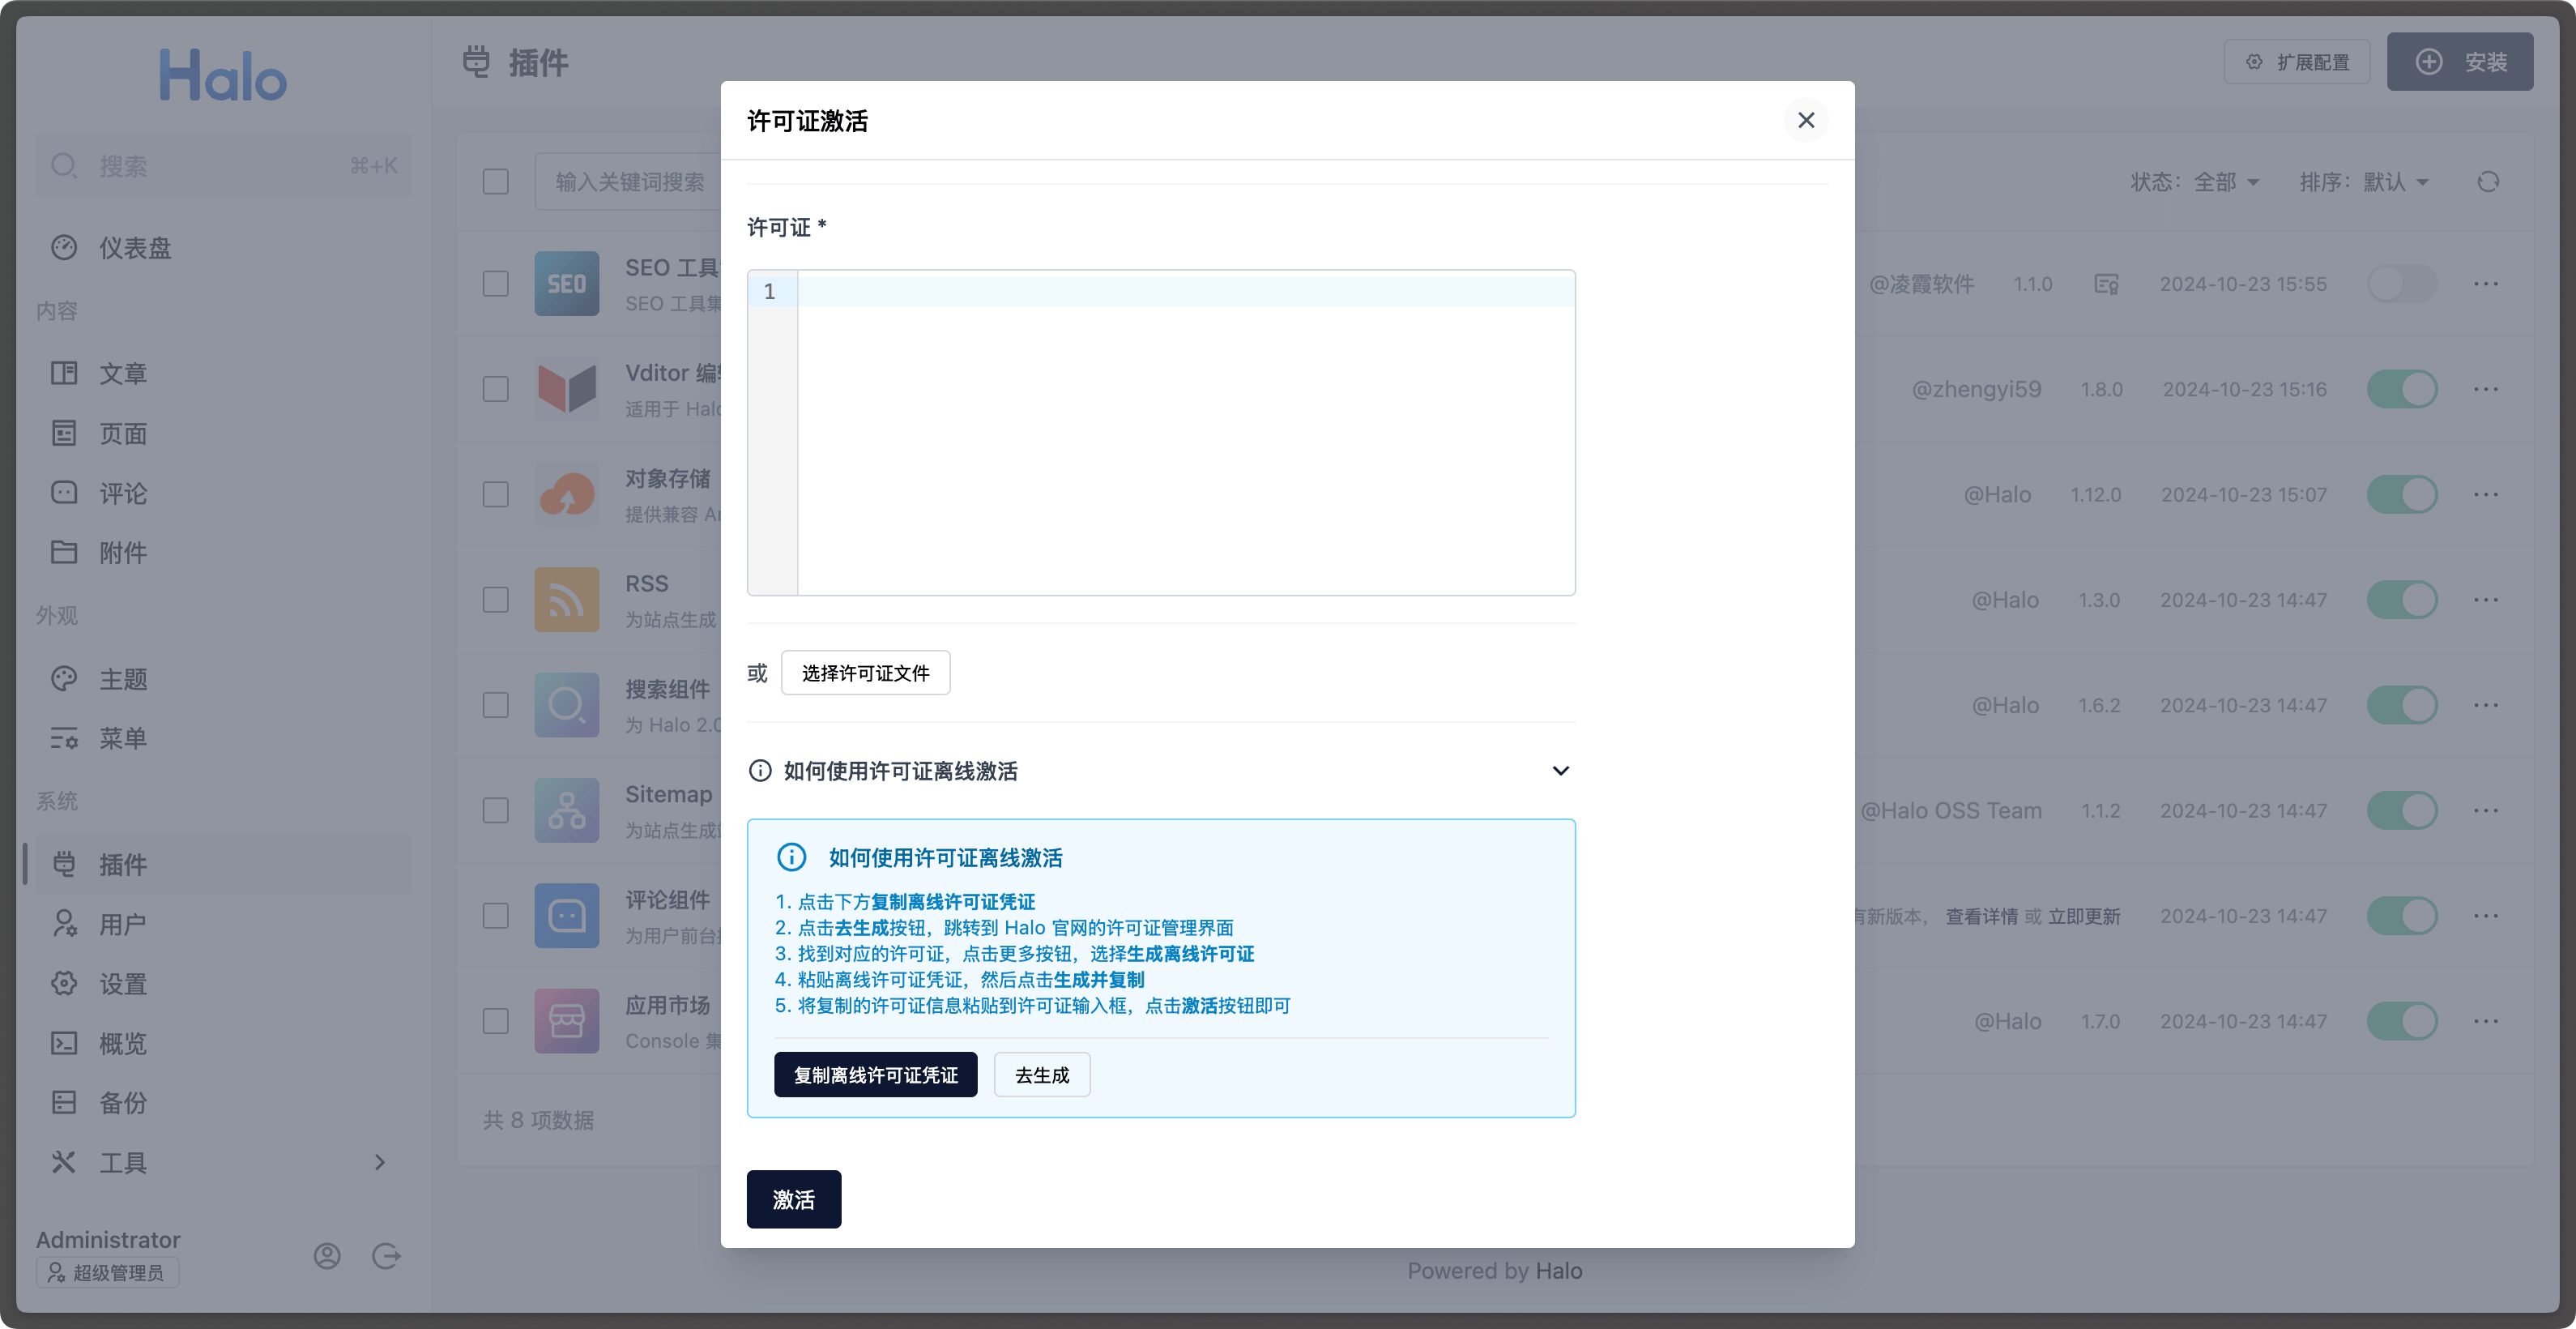 Halo
搜索 ⌘+K
仪表盘
内容
文章
页面
评论
附件
外观
主题
菜单
系统
插件
用户
设置
概览
备份
工具
Administrator
超级管理员
插件
扩展配置
安装
输入关键词搜索
状态：全部
排序：默认
SEO
SEO 工具
SEO 工具集
@凌霞软件 1.1.0 2024-10-23 15:55
Vditor 编
适用于 Halo
@zhengyi59 1.8.0 2024-10-23 15:16
对象存储
提供兼容 A
@Halo 1.12.0 2024-10-23 15:07
RSS
为站点生成
@Halo 1.3.0 2024-10-23 14:47
搜索组件
为 Halo 2.0
@Halo 1.6.2 2024-10-23 14:47
Sitemap
为站点生成
@Halo OSS Team 1.1.2 2024-10-23 14:47
评论组件
为用户前台
有新版本，查看详情 或 立即更新 2024-10-23 14:47
应用市场
Console 集
@Halo 1.7.0 2024-10-23 14:47
共 8 项数据
Powered by Halo
许可证激活
许可证 *
1
或 选择许可证文件
如何使用许可证离线激活
如何使用许可证离线激活
1. 点击下方复制离线许可证凭证
2. 点击去生成按钮，跳转到 Halo 官网的许可证管理界面
3. 找到对应的许可证，点击更多按钮，选择生成离线许可证
4. 粘贴离线许可证凭证，然后点击生成并复制
5. 将复制的许可证信息粘贴到许可证输入框，点击激活按钮即可
复制离线许可证凭证 去生成
激活